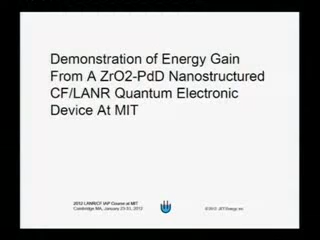 Demonstration of Energy Gain
From A ZrO2-PdD Nanostructured
CF/LANR Quantum Electronic
Device At MIT
2012 LANR/CF IAP Course at MIT
Cambridge MA, January 23-31, 2012
©2012 JET Energy, Inc